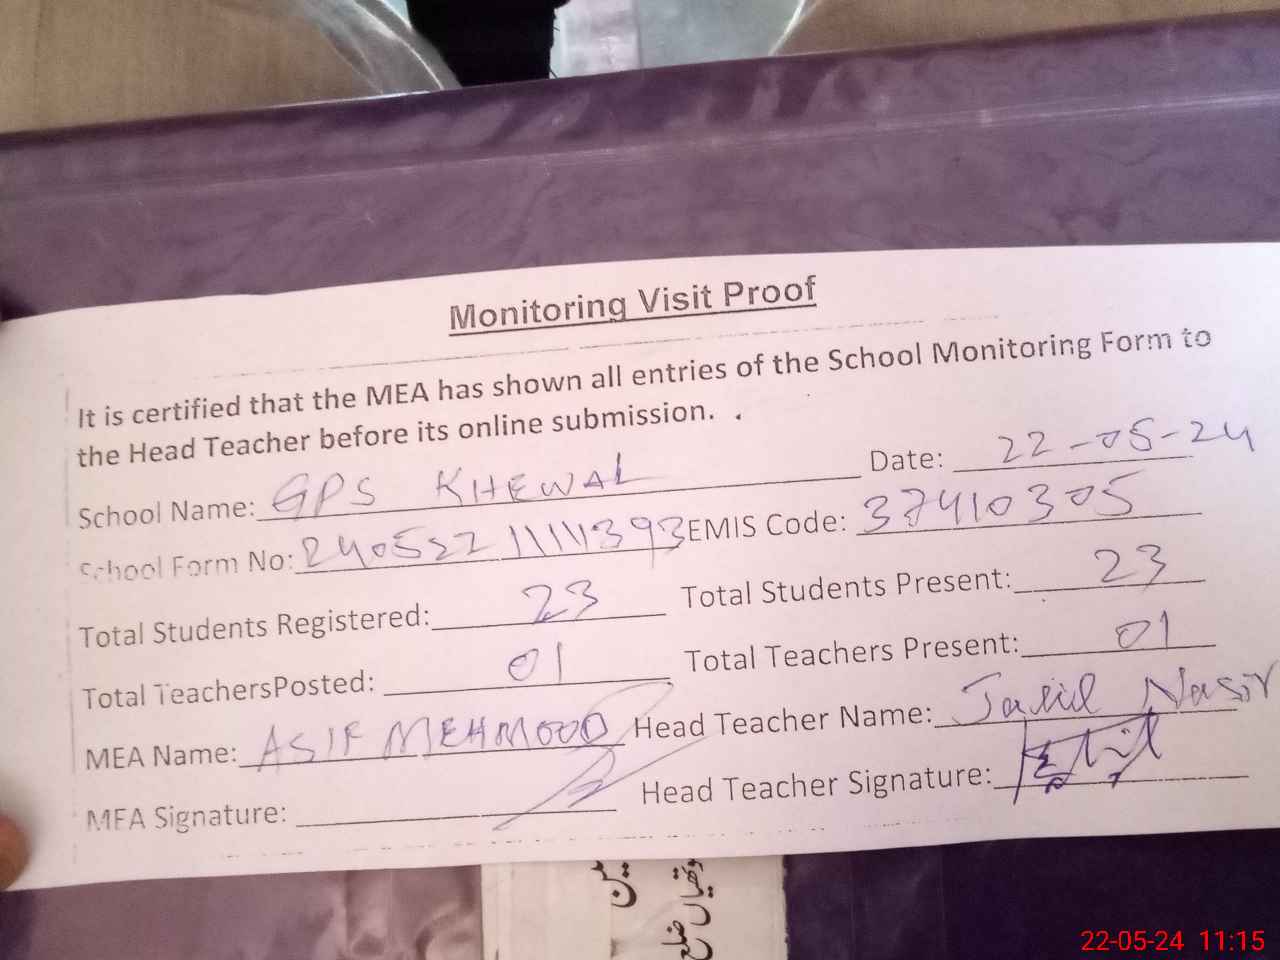 Monitoring Visit Proof
It is certified that the MEA has shown all entries of the School Monitoring Form to
the Head Teacher before its online submission. .
School Name: GPS KHEWAL Date: 22-05-24
School Form No: 24052211111393 EMIS Code: 37410305
Total Students Registered: 23 Total Students Present: 23
Total TeachersPosted: 01 Total Teachers Present: 01
MEA Name: ASIF MEHMOOD Head Teacher Name: Nasir
MEA Signature: Head Teacher Signature:
ضلع
22-05-24 11:15